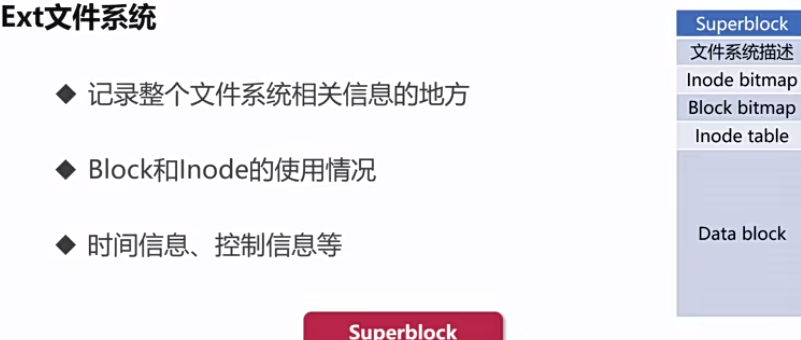 Ext文件系统
记录整个文件系统相关信息的地方
Block和Inode的使用情况
时间信息、控制信息等
Superblock
Superblock
文件系统描述
Inode bitmap
Block bitmap
Inode table
Data block